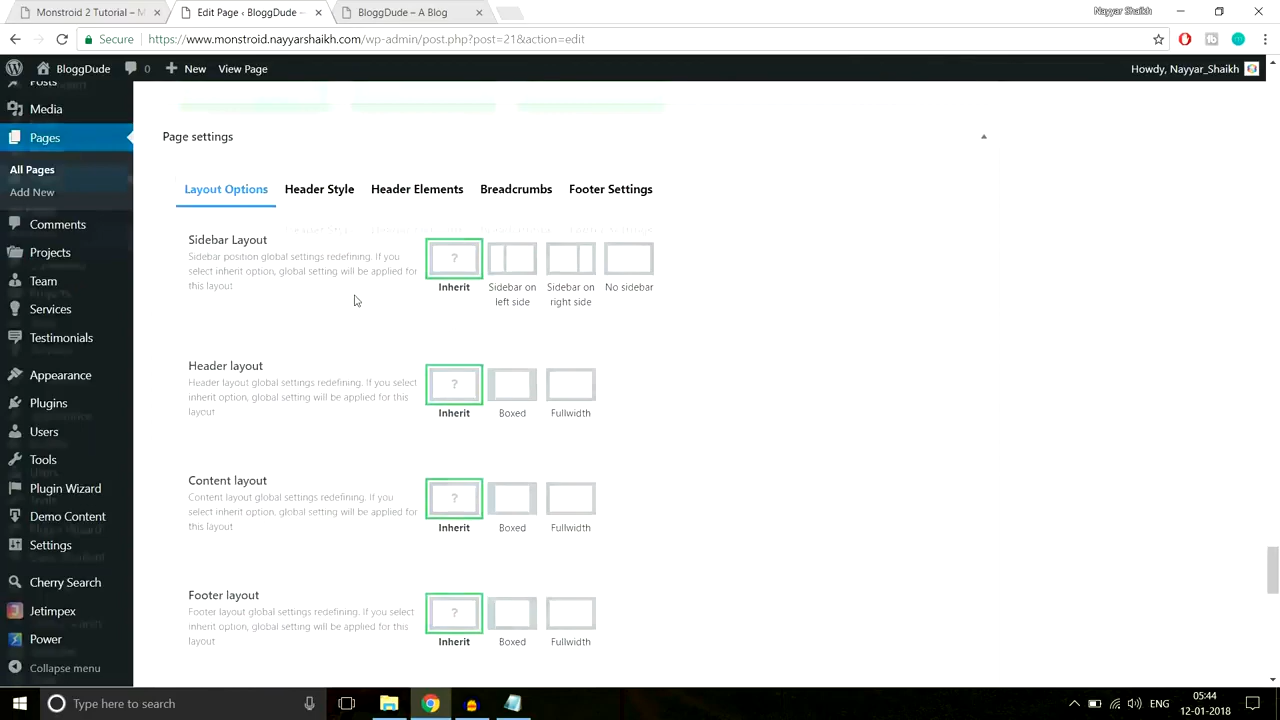 Monstroid 2 Tutorial – M
Edit Page ‹ BloggDude —
BloggDude – A Blog
Nayyar Shaikh
Secure
https://www.monstroid.nayyarshaikh.com/wp-admin/post.php?post=21&action=edit
BloggDude
0
New
View Page
Howdy, Nayyar_Shaikh
Posts
Media
Pages
All Pages
Add New
Comments
Projects
Team
Services
Testimonials
Appearance
Plugins
Users
Tools
Plugin Wizard
Demo Content
Settings
Cherry Search
Jetimpex
Power
Collapse menu
Page settings
Layout Options
Header Style
Header Elements
Breadcrumbs
Footer Settings
Sidebar Layout
Sidebar position global settings redefining. If you
select inherit option, global setting will be applied for
this layout
?
Inherit
Sidebar on
left side
Sidebar on
right side
No sidebar
Header layout
Header layout global settings redefining. If you select
inherit option, global setting will be applied for this
layout
?
Inherit
Boxed
Fullwidth
Content layout
Content layout global settings redefining. If you
select inherit option, global setting will be applied for
this layout
?
Inherit
Boxed
Fullwidth
Footer layout
Footer layout global settings redefining. If you select
inherit option, global setting will be applied for this
layout
?
Inherit
Boxed
Fullwidth
Type here to search
ENG
05:44
12-01-2018